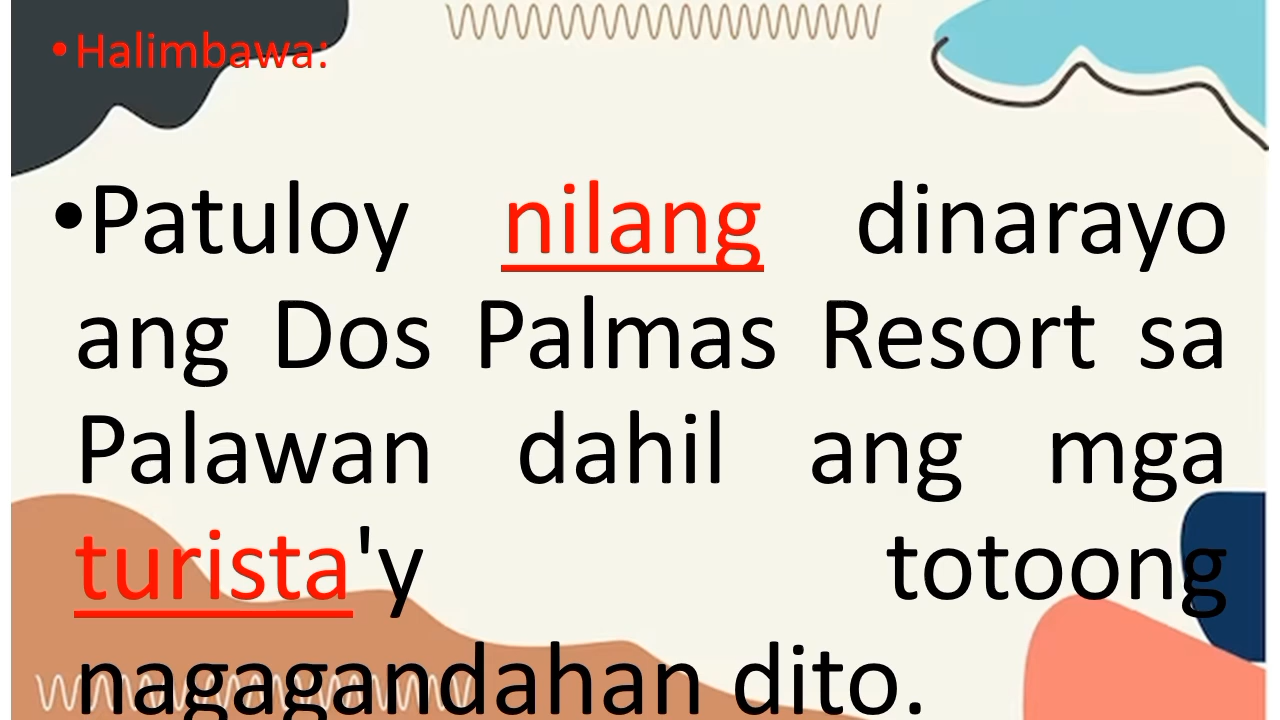 •Halimbawa:
•Patuloy nilang dinarayo
ang Dos Palmas Resort sa
Palawan dahil ang mga
turista'y totoong
nagagandahan dito.